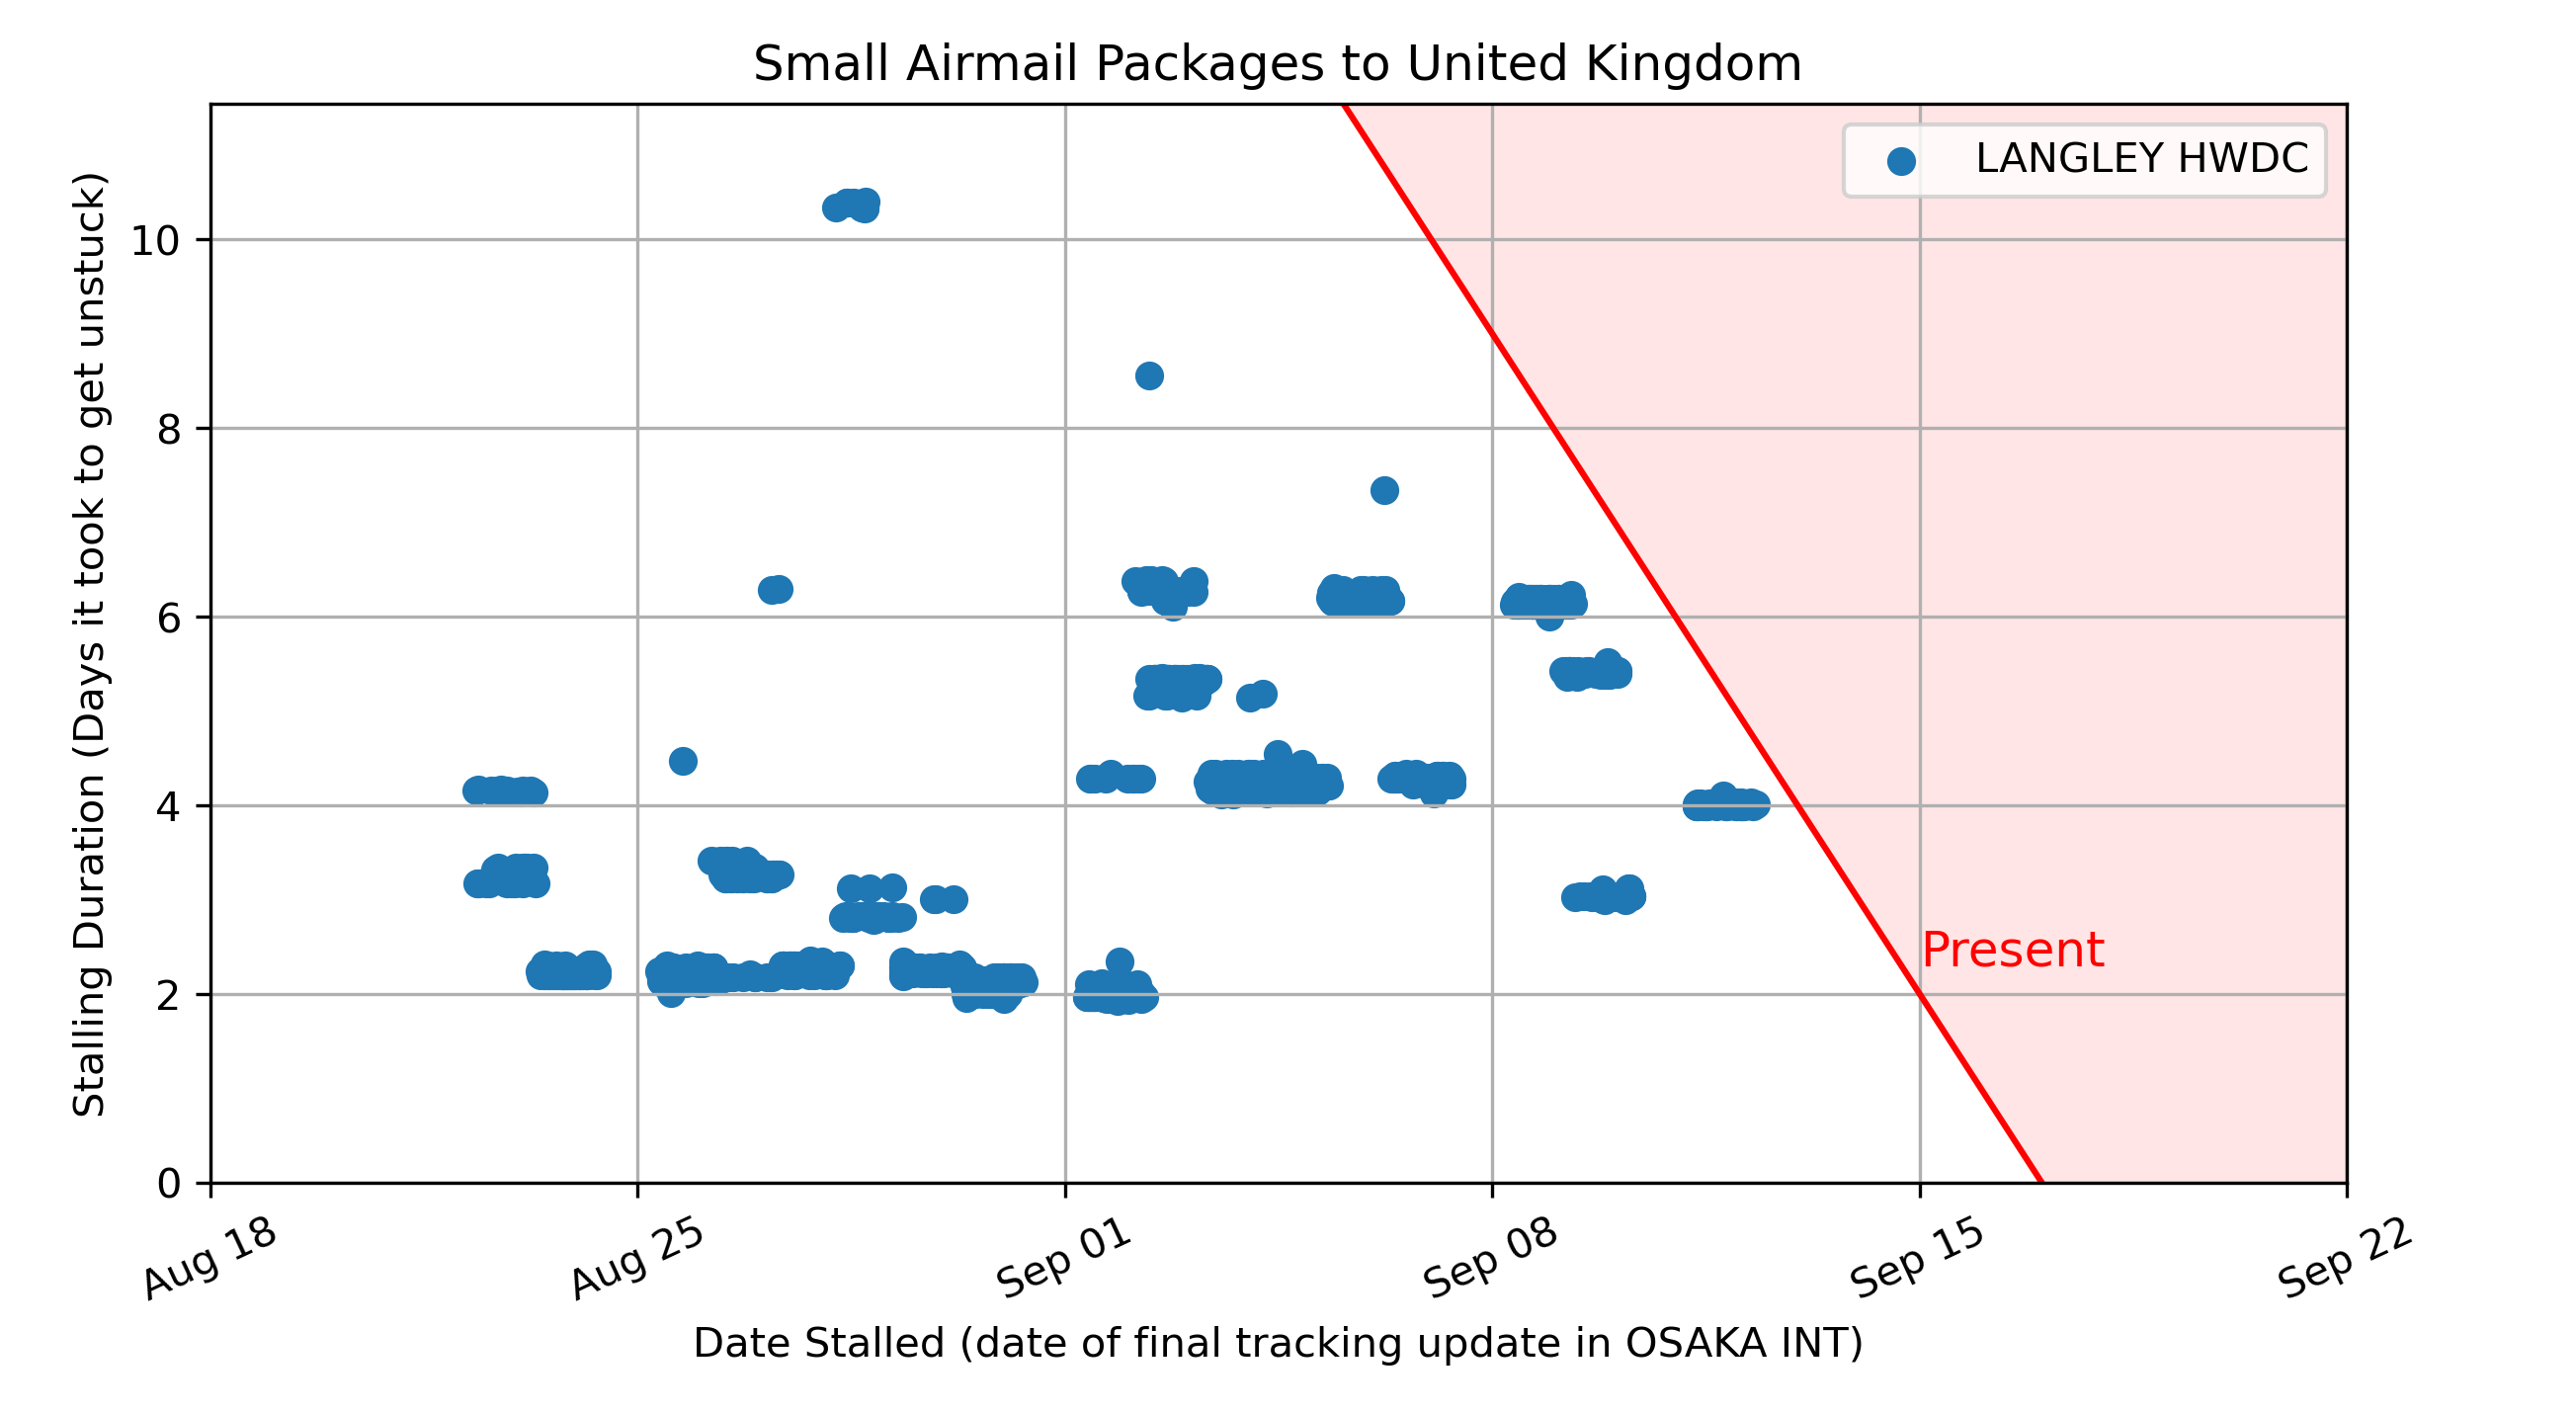 Small Airmail Packages to United Kingdom
LANGLEY HWDC
Stalling Duration (Days it took to get unstuck)
10
8
6
4
2
0
Present
Aug 18
Aug 25
Sep 01
Sep 08
Sep 15
Sep 22
Date Stalled (date of final tracking update in OSAKA INT)